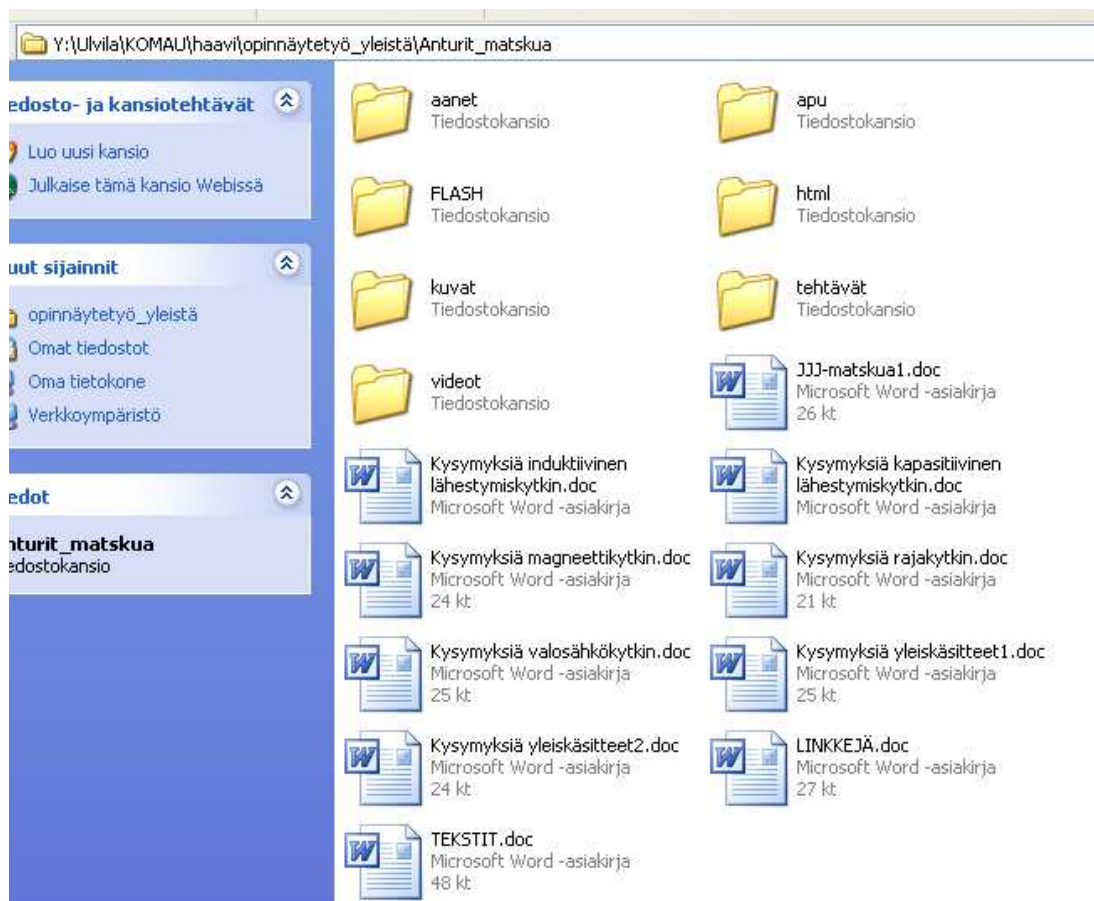 Y:\Ulvila\KOMAU\haavi\opinnäytetyö_yleistä\Anturit_matskua
edosto- ja kansiotehtävät
Luo uusi kansio
Julkaise tämä kansio Webissä
uut sijainnit
opinnäytetyö_yleistä
Omat tiedostot
Oma tietokone
Verkkoympäristö
edot
nturit_matskua
edostokansio
aanet
Tiedostokansio
apu
Tiedostokansio
FLASH
Tiedostokansio
html
Tiedostokansio
kuvat
Tiedostokansio
tehtävät
Tiedostokansio
videot
Tiedostokansio
JJJ-matskua1.doc
Microsoft Word -asiakirja
26 kt
Kysymyksiä induktiivinen
lähestymiskytkin.doc
Microsoft Word -asiakirja
Kysymyksiä kapasitiivinen
lähestymiskytkin.doc
Microsoft Word -asiakirja
Kysymyksiä magneettikytkin.doc
Microsoft Word -asiakirja
24 kt
Kysymyksiä rajakytkin.doc
Microsoft Word -asiakirja
21 kt
Kysymyksiä valosähkökytkin.doc
Microsoft Word -asiakirja
25 kt
Kysymyksiä yleiskäsitteet1.doc
Microsoft Word -asiakirja
25 kt
Kysymyksiä yleiskäsitteet2.doc
Microsoft Word -asiakirja
24 kt
LINKKEJÄ.doc
Microsoft Word -asiakirja
27 kt
TEKSTIT.doc
Microsoft Word -asiakirja
48 kt